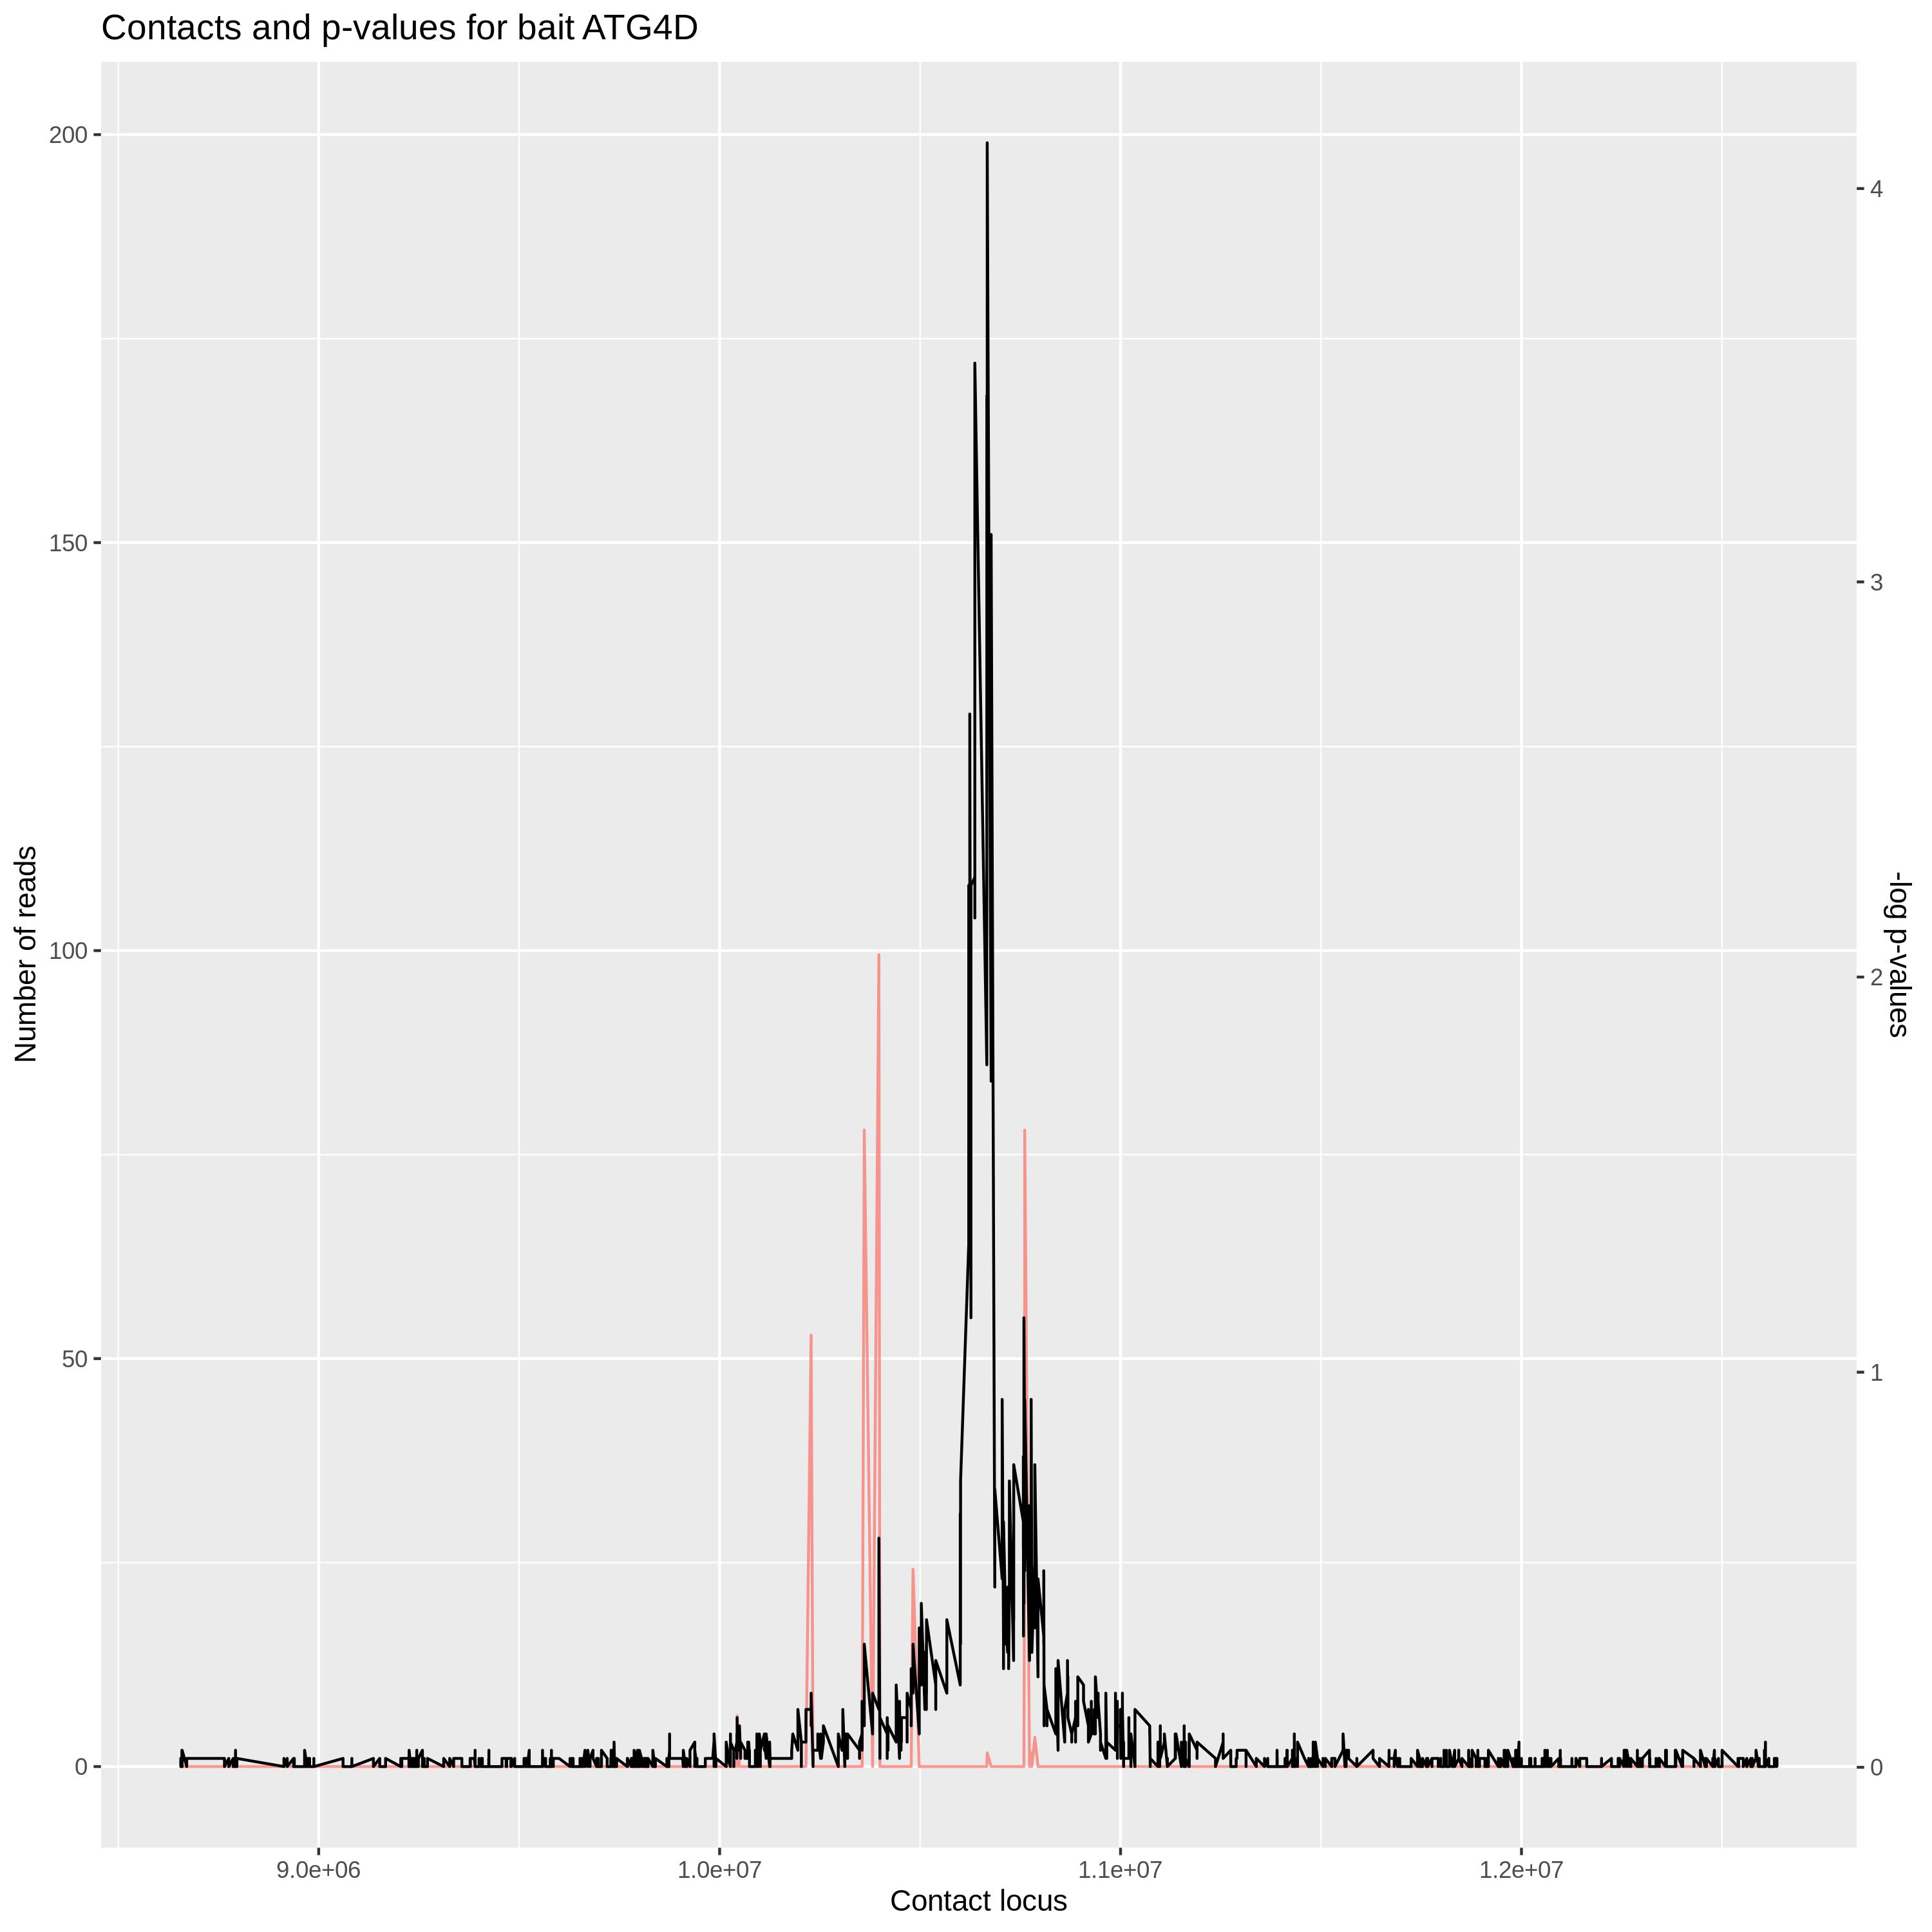 Contacts and p-values for bait ATG4D
200
150
100
50
0
Number of reads
4
3
2
1
0
-log p-values
9.0e+06
1.0e+07
1.1e+07
1.2e+07
Contact locus